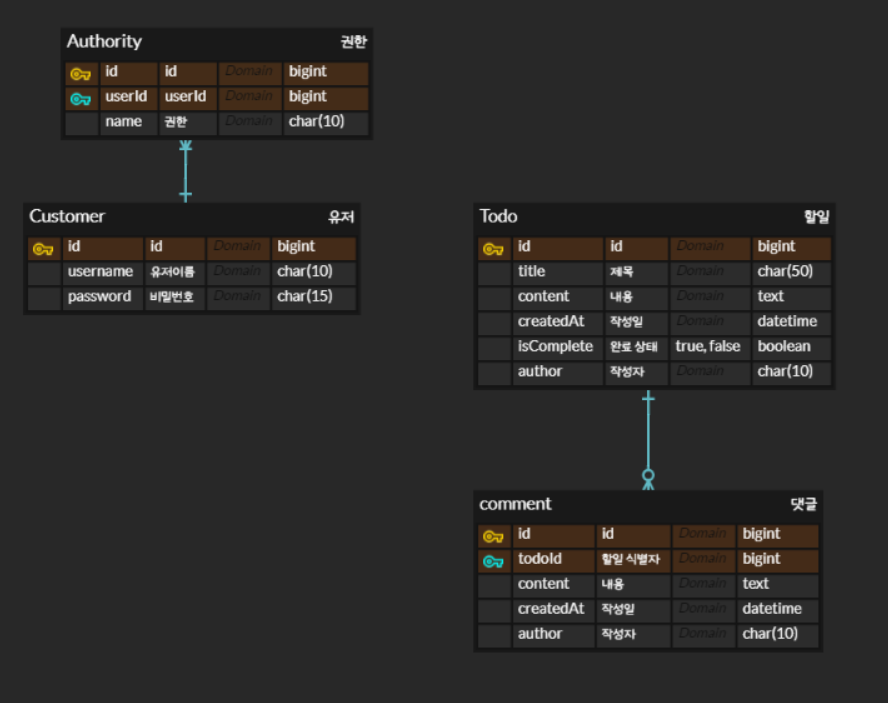 Authority 권한
id id Domain bigint
userId userId Domain bigint
name 권한 Domain char(10)
Customer 유저
id id Domain bigint
username 유저이름 Domain char(10)
password 비밀번호 Domain char(15)
Todo 할일
id id Domain bigint
title 제목 Domain char(50)
content 내용 Domain text
createdAt 작성일 Domain datetime
isComplete 완료 상태 true, false boolean
author 작성자 Domain char(10)
comment 댓글
id id Domain bigint
todoId 할일 식별자 Domain bigint
content 내용 Domain text
createdAt 작성일 Domain datetime
author 작성자 Domain char(10)